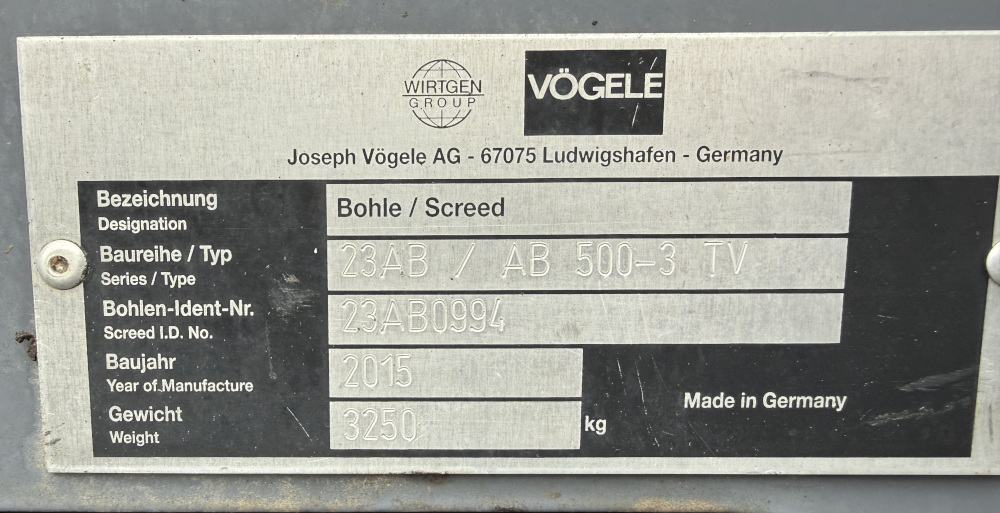 WIRTGEN
GROUP
VÖGELE
Joseph Vögele AG - 67075 Ludwigshafen - Germany
Bezeichnung
Designation
Bohle / Screed
Baureihe / Typ
Series / Type
23AB / AB 500-3 TV
Bohlen-Ident-Nr.
Screed I.D. No.
23AB0994
Baujahr
Year of Manufacture
2015
Gewicht
Weight
3250 kg
Made in Germany